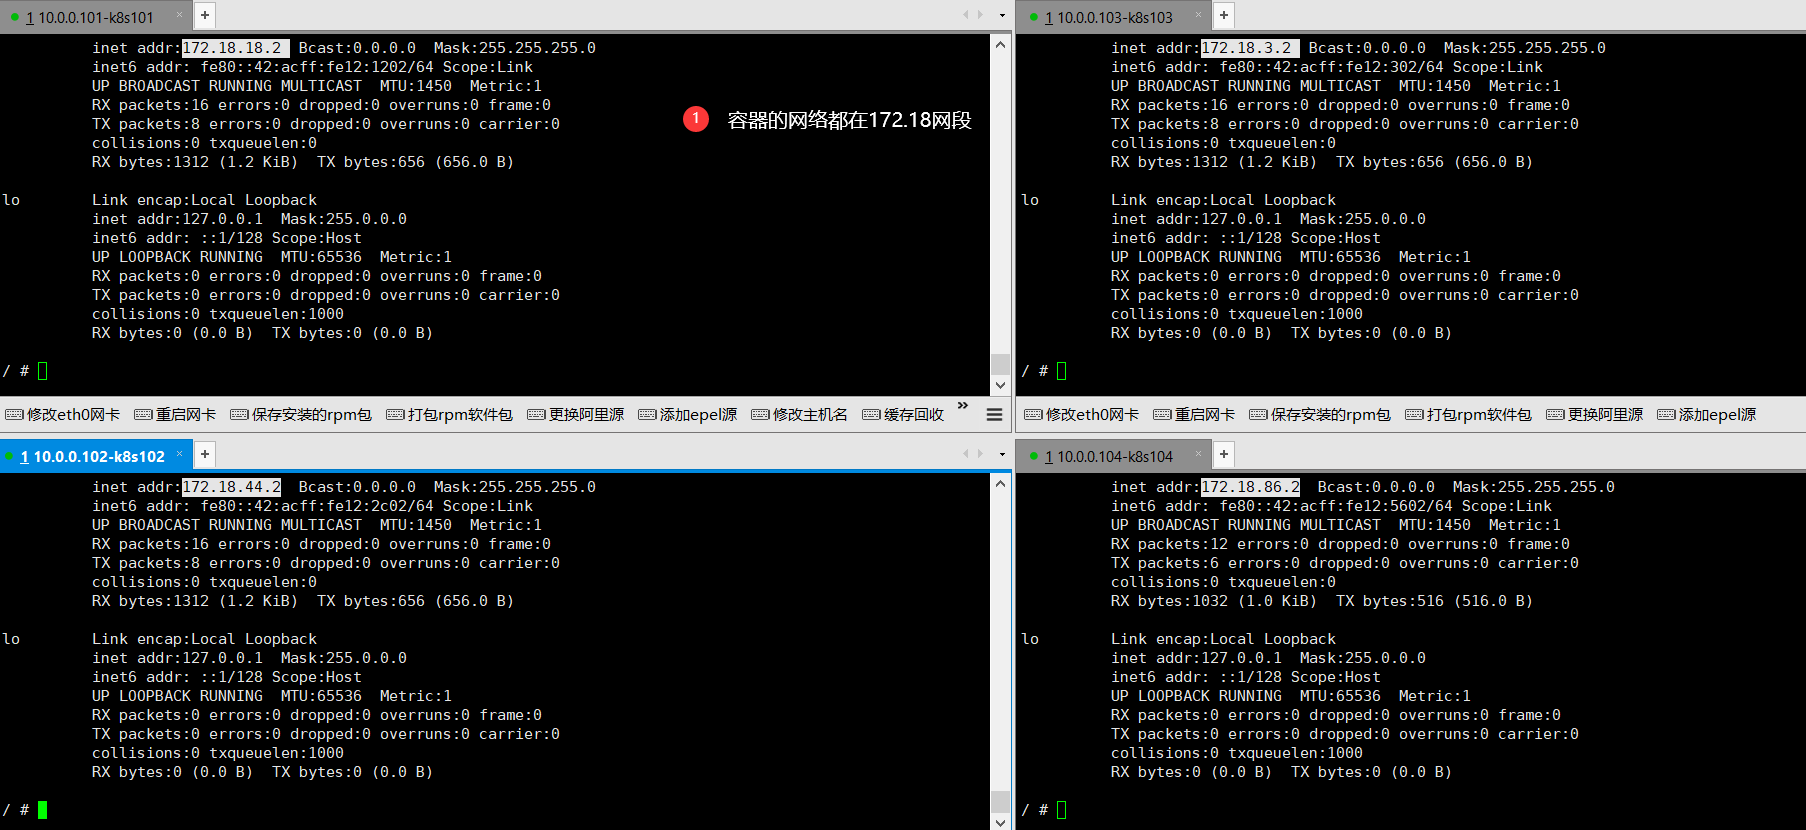 1 10.0.0.101-k8s101 × +
inet addr:172.18.18.2  Bcast:0.0.0.0  Mask:255.255.255.0
inet6 addr: fe80::42:acff:fe12:1202/64 Scope:Link
UP BROADCAST RUNNING MULTICAST  MTU:1450  Metric:1
RX packets:16 errors:0 dropped:0 overruns:0 frame:0
TX packets:8 errors:0 dropped:0 overruns:0 carrier:0
collisions:0 txqueuelen:0
RX bytes:1312 (1.2 KiB)  TX bytes:656 (656.0 B)
1 容器的网络都在172.18网段
lo        Link encap:Local Loopback
inet addr:127.0.0.1  Mask:255.0.0.0
inet6 addr: ::1/128 Scope:Host
UP LOOPBACK RUNNING  MTU:65536  Metric:1
RX packets:0 errors:0 dropped:0 overruns:0 frame:0
TX packets:0 errors:0 dropped:0 overruns:0 carrier:0
collisions:0 txqueuelen:1000
RX bytes:0 (0.0 B)  TX bytes:0 (0.0 B)
/ #
修改eth0网卡 重启网卡 保存安装的rpm包 打包rpm软件包 更换阿里源 添加epel源 修改主机名 缓存回收 »
1 10.0.0.103-k8s103 × +
inet addr:172.18.3.2  Bcast:0.0.0.0  Mask:255.255.255.0
inet6 addr: fe80::42:acff:fe12:302/64 Scope:Link
UP BROADCAST RUNNING MULTICAST  MTU:1450  Metric:1
RX packets:16 errors:0 dropped:0 overruns:0 frame:0
TX packets:8 errors:0 dropped:0 overruns:0 carrier:0
collisions:0 txqueuelen:0
RX bytes:1312 (1.2 KiB)  TX bytes:656 (656.0 B)
lo        Link encap:Local Loopback
inet addr:127.0.0.1  Mask:255.0.0.0
inet6 addr: ::1/128 Scope:Host
UP LOOPBACK RUNNING  MTU:65536  Metric:1
RX packets:0 errors:0 dropped:0 overruns:0 frame:0
TX packets:0 errors:0 dropped:0 overruns:0 carrier:0
collisions:0 txqueuelen:1000
RX bytes:0 (0.0 B)  TX bytes:0 (0.0 B)
/ #
修改eth0网卡 重启网卡 保存安装的rpm包 打包rpm软件包 更换阿里源 添加epel源
1 10.0.0.102-k8s102 × +
inet addr:172.18.44.2  Bcast:0.0.0.0  Mask:255.255.255.0
inet6 addr: fe80::42:acff:fe12:2c02/64 Scope:Link
UP BROADCAST RUNNING MULTICAST  MTU:1450  Metric:1
RX packets:16 errors:0 dropped:0 overruns:0 frame:0
TX packets:8 errors:0 dropped:0 overruns:0 carrier:0
collisions:0 txqueuelen:0
RX bytes:1312 (1.2 KiB)  TX bytes:656 (656.0 B)
lo        Link encap:Local Loopback
inet addr:127.0.0.1  Mask:255.0.0.0
inet6 addr: ::1/128 Scope:Host
UP LOOPBACK RUNNING  MTU:65536  Metric:1
RX packets:0 errors:0 dropped:0 overruns:0 frame:0
TX packets:0 errors:0 dropped:0 overruns:0 carrier:0
collisions:0 txqueuelen:1000
RX bytes:0 (0.0 B)  TX bytes:0 (0.0 B)
/ #
1 10.0.0.104-k8s104 × +
inet addr:172.18.86.2  Bcast:0.0.0.0  Mask:255.255.255.0
inet6 addr: fe80::42:acff:fe12:5602/64 Scope:Link
UP BROADCAST RUNNING MULTICAST  MTU:1450  Metric:1
RX packets:12 errors:0 dropped:0 overruns:0 frame:0
TX packets:6 errors:0 dropped:0 overruns:0 carrier:0
collisions:0 txqueuelen:0
RX bytes:1032 (1.0 KiB)  TX bytes:516 (516.0 B)
lo        Link encap:Local Loopback
inet addr:127.0.0.1  Mask:255.0.0.0
inet6 addr: ::1/128 Scope:Host
UP LOOPBACK RUNNING  MTU:65536  Metric:1
RX packets:0 errors:0 dropped:0 overruns:0 frame:0
TX packets:0 errors:0 dropped:0 overruns:0 carrier:0
collisions:0 txqueuelen:1000
RX bytes:0 (0.0 B)  TX bytes:0 (0.0 B)
/ #